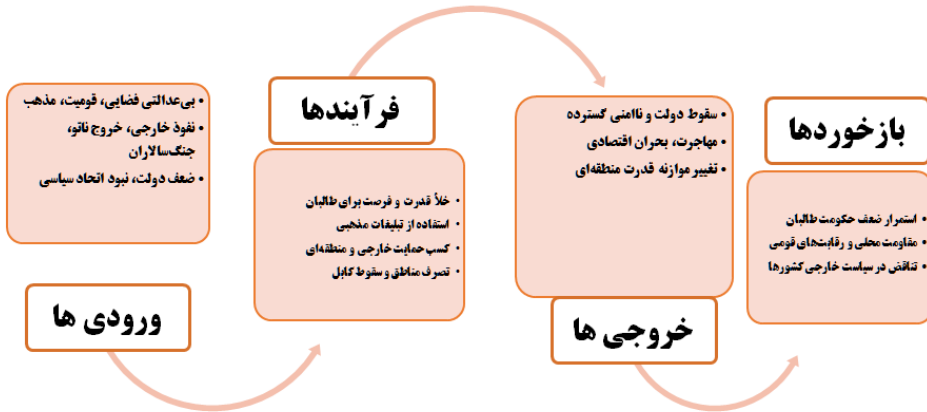 • بی‌عدالتی فضایی، قومیت، مذهب
• نفوذ خارجی، خروج ناتو،
جنگ‌سالاران
• ضعف دولت، نبود اتحاد سیاسی
ورودی ها
فرآیندها
• خلأ قدرت و فرصت برای طالبان
• استفاده از تبلیغات مذهبی
• کسب حمایت خارجی و منطقه‌ای
• تصرف مناطق و سقوط کابل
• سقوط دولت و ناامنی گسترده
• مهاجرت، بحران اقتصادی
• تغییر موازنه قدرت منطقه‌ای
خروجی ها
بازخوردها
• استمرار ضعف حکومت طالبان
• مقاومت محلی و رقابت‌های قومی
• تناقض در سیاست خارجی کشورها